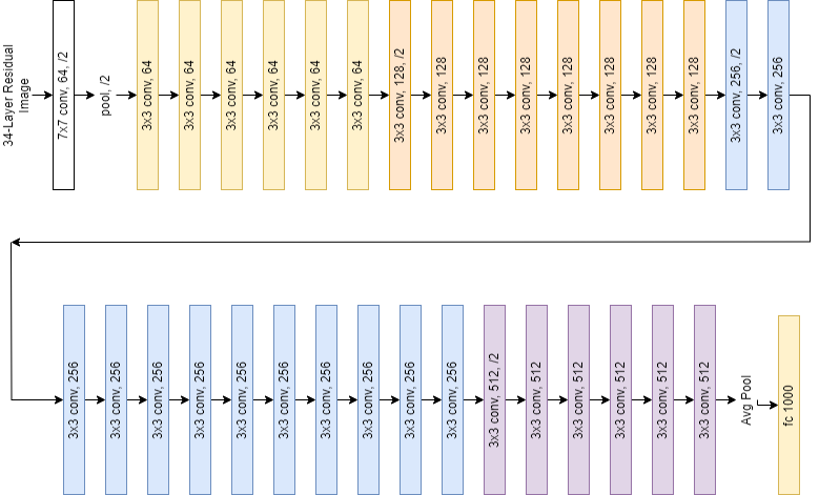 34-Layer Residual
Image
7x7 conv, 64, /2
pool, /2
3x3 conv, 64
3x3 conv, 64
3x3 conv, 64
3x3 conv, 64
3x3 conv, 64
3x3 conv, 64
3x3 conv, 128, /2
3x3 conv, 128
3x3 conv, 128
3x3 conv, 128
3x3 conv, 128
3x3 conv, 128
3x3 conv, 128
3x3 conv, 128
3x3 conv, 256, /2
3x3 conv, 256
3x3 conv, 256
3x3 conv, 256
3x3 conv, 256
3x3 conv, 256
3x3 conv, 256
3x3 conv, 256
3x3 conv, 256
3x3 conv, 256
3x3 conv, 256
3x3 conv, 256
3x3 conv, 512, /2
3x3 conv, 512
3x3 conv, 512
3x3 conv, 512
3x3 conv, 512
3x3 conv, 512
Avg Pool
fc 1000